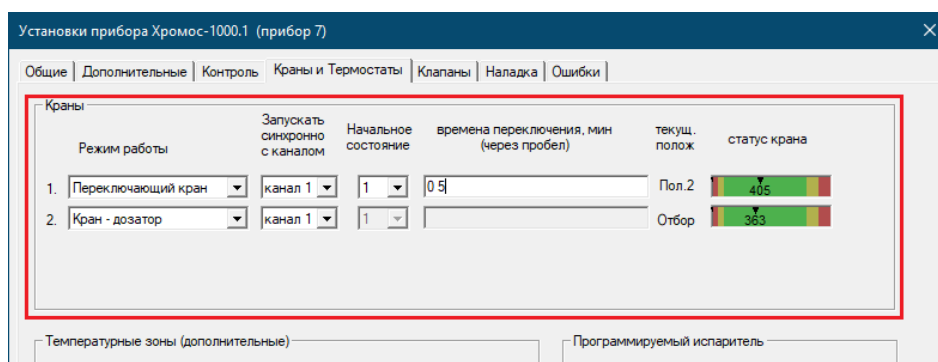 Установки прибора Хромос-1000.1 (прибор 7)
Общие Дополнительные Контроль Краны и Термостаты Клапаны Наладка Ошибки
Краны
Режим работы
Запускать
синхронно
с каналом
Начальное
состояние
времена переключения, мин
(через пробел)
текущ.
полож
статус крана
1. Переключающий кран канал 1 1 0 5 Пол.2 405
2. Кран - дозатор канал 1 1 Отбор 363
Температурные зоны (дополнительные)
Программируемый испаритель